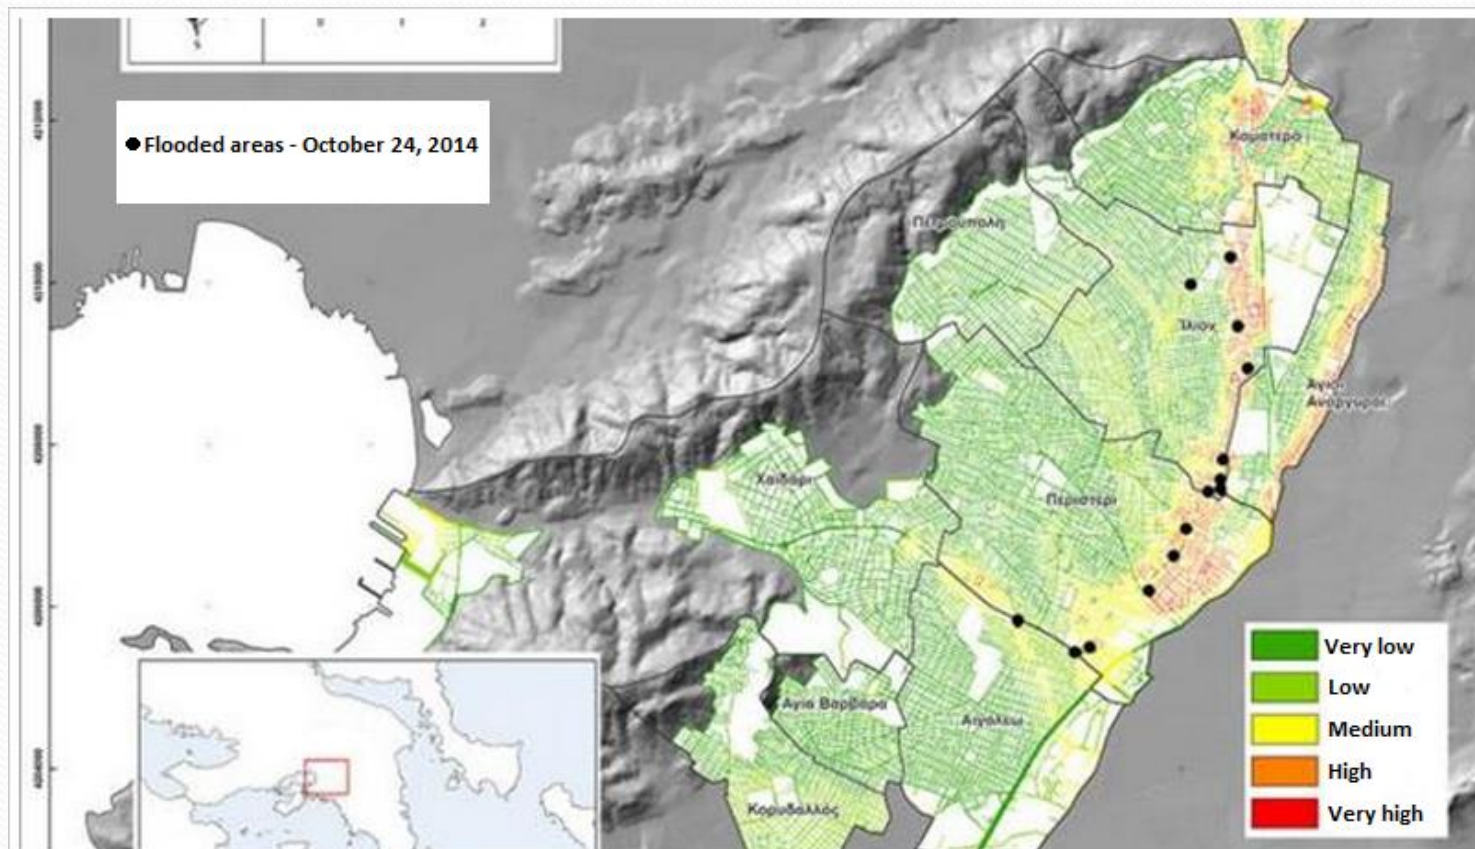 ● Flooded areas - October 24, 2014
Καματερό
Πετρούπολη
Ίλιον
Άγιοι
Ανάργυροι
Χαϊδάρι
Περιστέρι
Αγία Βαρβάρα
Αιγάλεω
Κορυδαλλός
Very low
Low
Medium
High
Very high